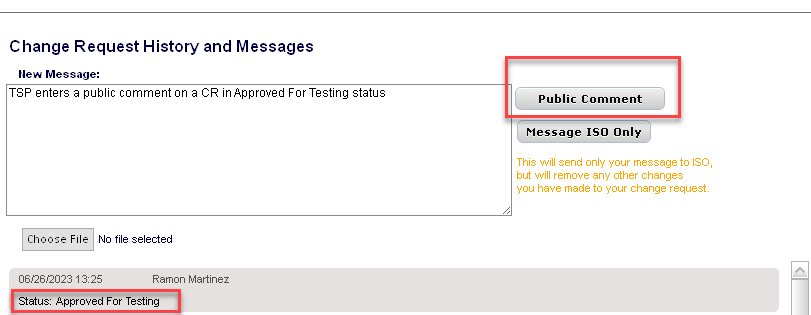 Change Request History and Messages
New Message:
TSP enters a public comment on a CR in Approved For Testing status
Public Comment
Message ISO Only
This will send only your message to ISO,
but will remove any other changes
you have made to your change request.
Choose File No file selected
06/26/2023 13:25 Ramon Martinez
Status: Approved For Testing